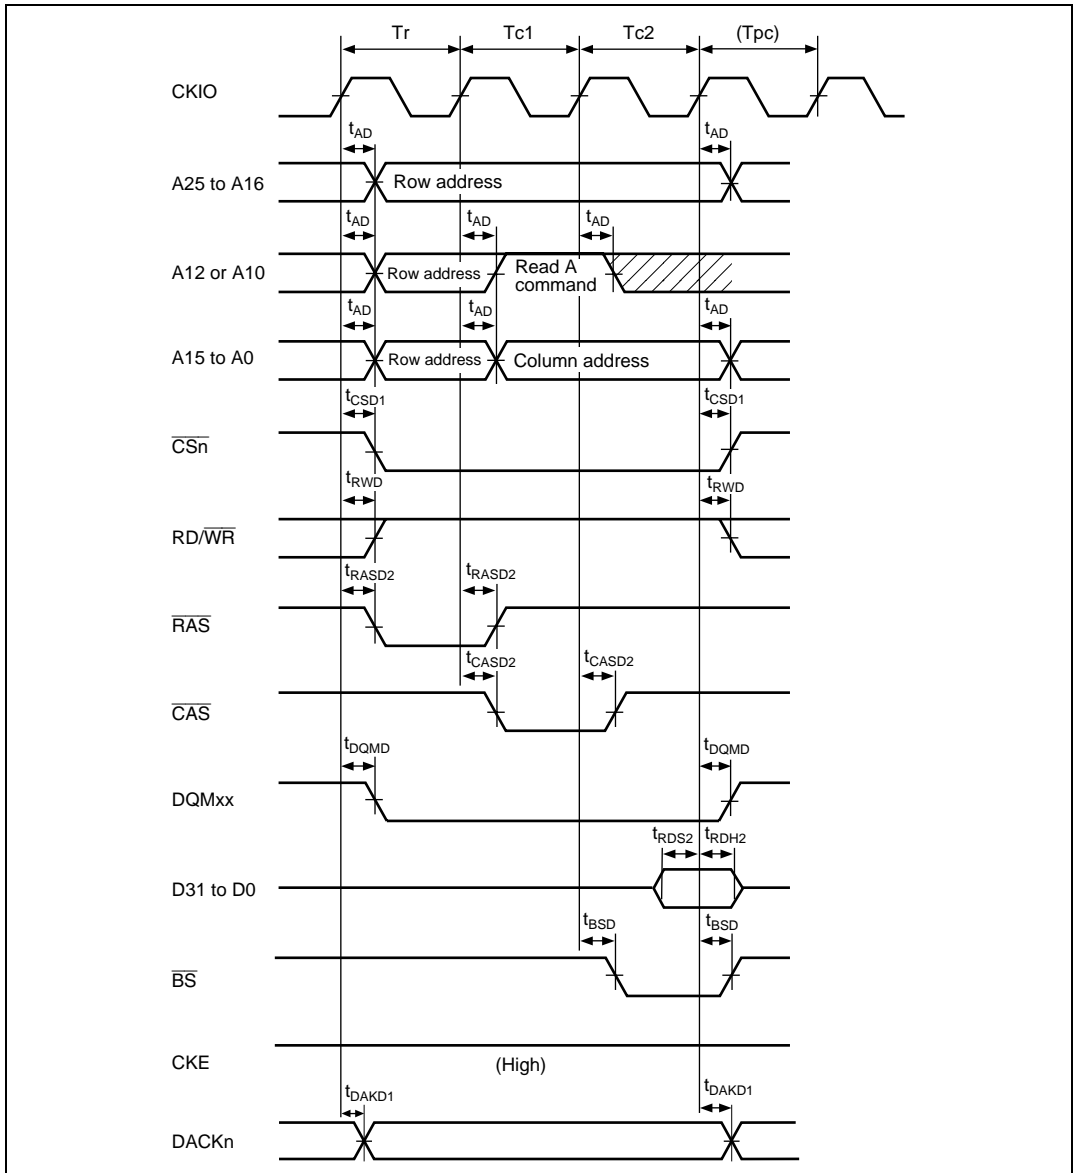 Tr Tc1 Tc2 (Tpc)
CKIO
tAD tAD
A25 to A16 Row address
tAD tAD tAD
A12 or A10 Row address Read A command
tAD tAD tAD
A15 to A0 Row address Column address
tCSD1 tCSD1
CSn
tRWD tRWD
RD/WR
tRASD2 tRASD2
RAS
tCASD2 tCASD2
CAS
tDQMD tDQMD
DQMxx
tRDS2 tRDH2
D31 to D0
tBSD tBSD
BS
CKE (High)
tDAKD1 tDAKD1
DACKn